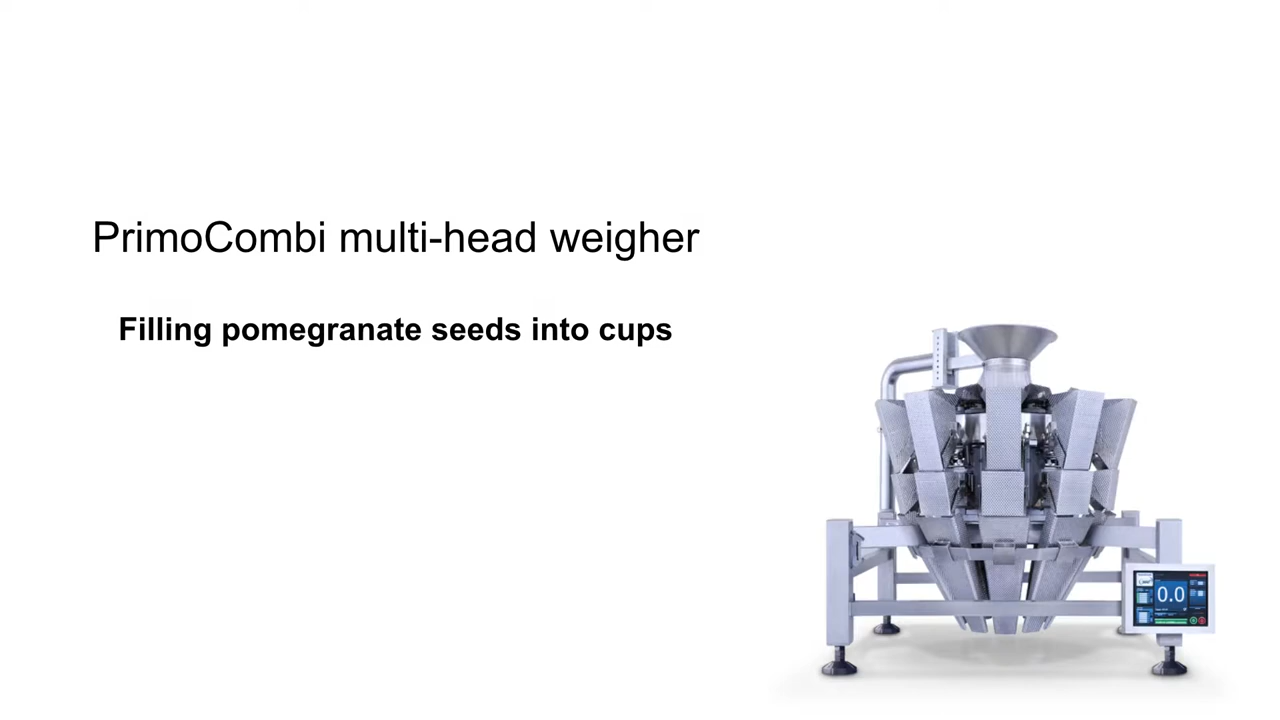 PrimoCombi multi-head weigher
Filling pomegranate seeds into cups
0.0